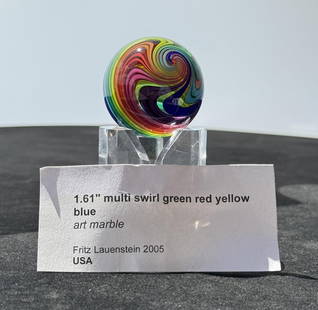 1.61" multi swirl green red yellow
blue
art marble
Fritz Lauenstein 2005
USA